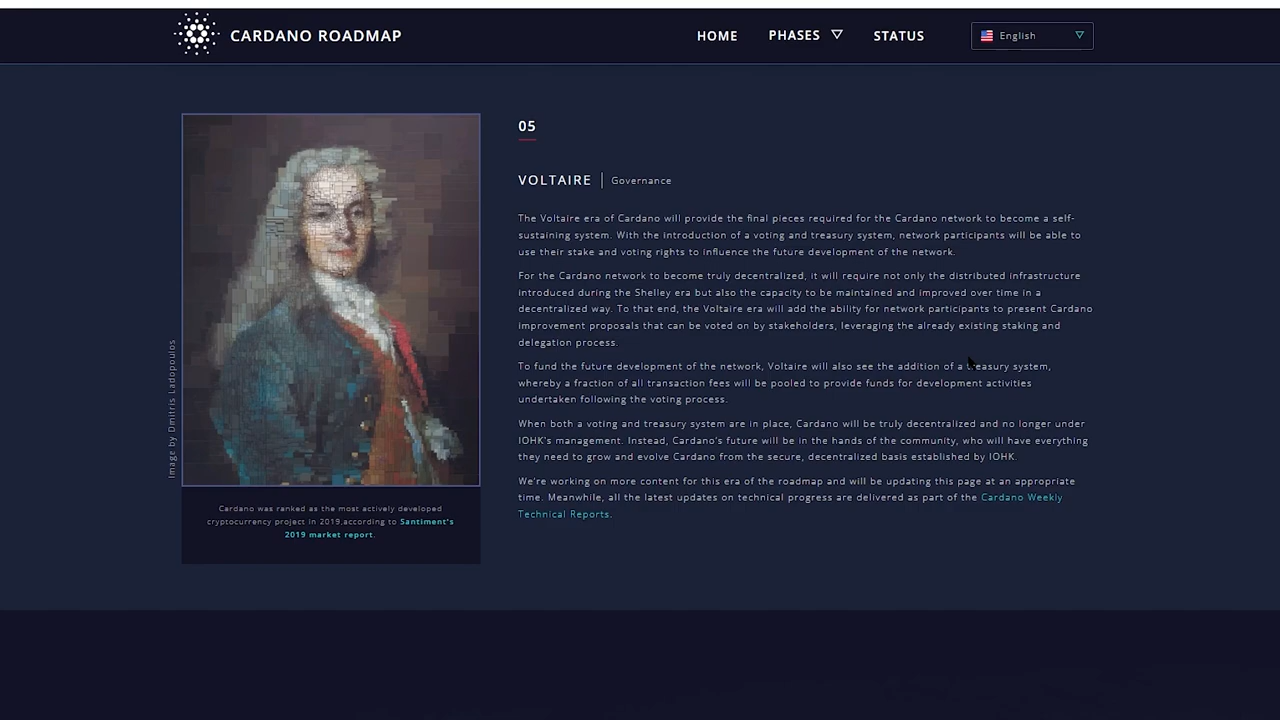 CARDANO ROADMAP
HOME
PHASES
STATUS
English
05
VOLTAIRE | Governance
The Voltaire era of Cardano will provide the final pieces required for the Cardano network to become a self-
sustaining system. With the introduction of a voting and treasury system, network participants will be able to
use their stake and voting rights to influence the future development of the network.
For the Cardano network to become truly decentralized, it will require not only the distributed infrastructure
introduced during the Shelley era but also the capacity to be maintained and improved over time in a
decentralized way. To that end, the Voltaire era will add the ability for network participants to present Cardano
improvement proposals that can be voted on by stakeholders, leveraging the already existing staking and
delegation process.
To fund the future development of the network, Voltaire will also see the addition of a treasury system,
whereby a fraction of all transaction fees will be pooled to provide funds for development activities
undertaken following the voting process.
When both a voting and treasury system are in place, Cardano will be truly decentralized and no longer under
IOHK's management. Instead, Cardano's future will be in the hands of the community, who will have everything
they need to grow and evolve Cardano from the secure, decentralized basis established by IOHK.
We're working on more content for this era of the roadmap and will be updating this page at an appropriate
time. Meanwhile, all the latest updates on technical progress are delivered as part of the Cardano Weekly
Technical Reports.
Image by Dmitris Ladopoulos
Cardano was ranked as the most actively developed
cryptocurrency project in 2019.according to Santiment's
2019 market report.